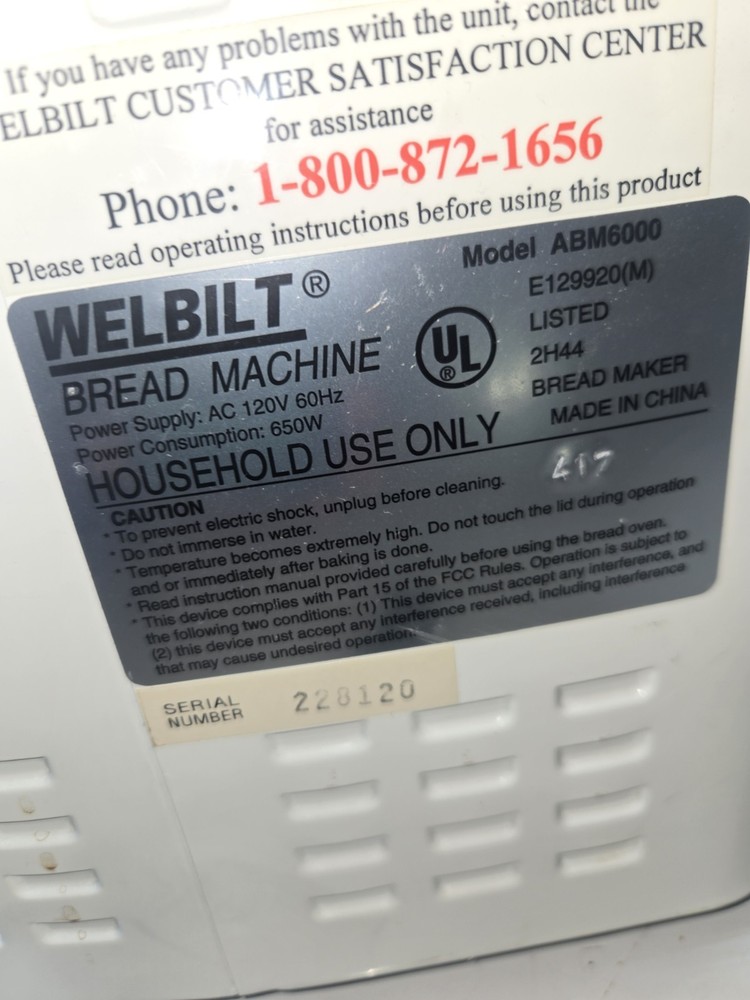 If you have any problems with the unit, contact the
ELBILT CUSTOMER SATISFACTION CENTER
for assistance
Phone: 1-800-872-1656
Please read operating instructions before using this product
WELBILT®
BREAD MACHINE
Power Supply: AC 120V 60Hz
Power Consumption: 650W
HOUSEHOLD USE ONLY
UL®
Model ABM6000
E129920(M)
LISTED
2H44
BREAD MAKER
MADE IN CHINA
417
CAUTION
• To prevent electric shock, unplug before cleaning.
• Do not immerse in water.
• Temperature becomes extremely high. Do not touch the lid during operation
and or immediately after baking is done.
• Read instruction manual provided carefully before using the bread oven.
• This device complies with Part 15 of the FCC Rules. Operation is subject to
the following two conditions: (1) This device must accept any interference, and
(2) this device must accept any interference received, including interference
that may cause undesired operation.
SERIAL
NUMBER
228120